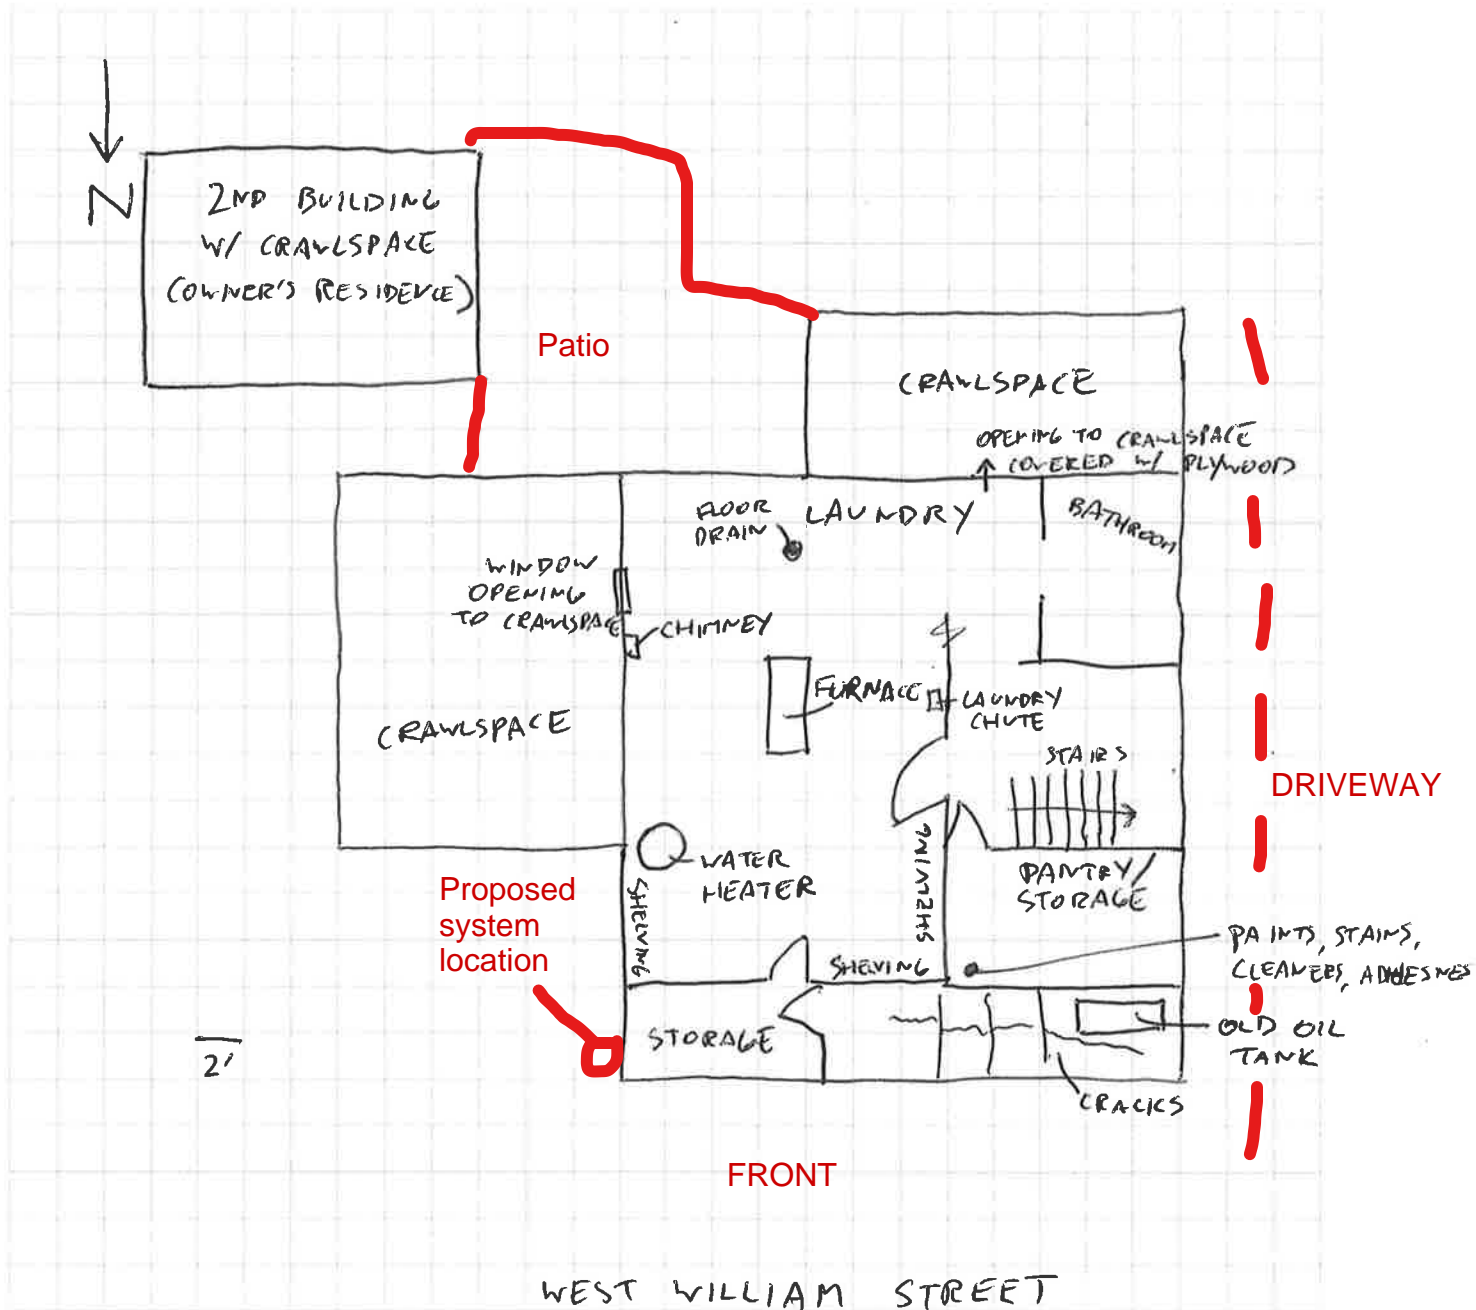 N
2ND BUILDING
W/ CRAWLSPACE
(OWNER'S RESIDENCE)
Patio
CRAWLSPACE
OPENING TO CRAWLSPACE
COVERED W/ PLYWOOD
FLOOR
DRAIN
LAUNDRY
BATHROOM
WINDOW
OPENING
TO CRAWLSPACE
CHIMNEY
FURNACE
LAUNDRY
CHUTE
CRAWLSPACE
STAIRS
DRIVEWAY
WATER
HEATER
SHELVING
SHELVING
PANTRY/
STORAGE
Proposed
system
location
SHELVING
PAINTS, STAINS,
CLEANERS, ADHESIVES
STORAGE
OLD OIL
TANK
2'
CRACKS
FRONT
WEST WILLIAM STREET